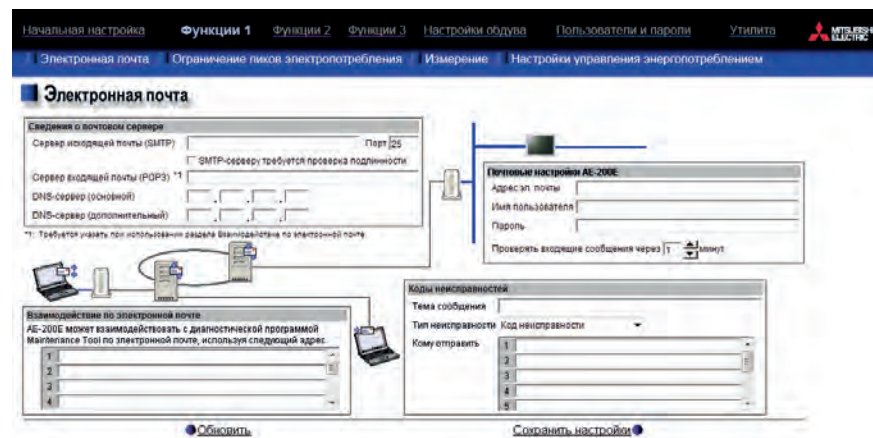 Начальная настройка Функции 1 Функции 2 Функции 3 Настройки обдува Пользователи и пароли Утилита MITSUBISHI ELECTRIC
Электронная почта Ограничение пиков электропотребления Измерение Настройки управления энергопотреблением
Электронная почта
Сведения о почтовом сервере
Сервер исходящей почты (SMTP) Порт 25
SMTP-серверу требуется проверка подлинности
Сервер входящей почты (POP3) *1
DNS-сервер (основной)
DNS-сервер (дополнительный)
*1: Требуется указать при использовании раздела Взаимодействие по электронной почте.
Почтовые настройки AE-200E
Адрес эл. почты
Имя пользователя
Пароль
Проверять входящие сообщения через 1 минут
Взаимодействие по электронной почте
AE-200E может взаимодействовать с диагностической программой
Maintenance Tool по электронной почте, используя следующий адрес.
1
2
3
4
Коды неисправностей
Тема сообщения
Тип неисправности Код неисправности
Кому отправить 1
2
3
4
5
Обновить Сохранить настройки